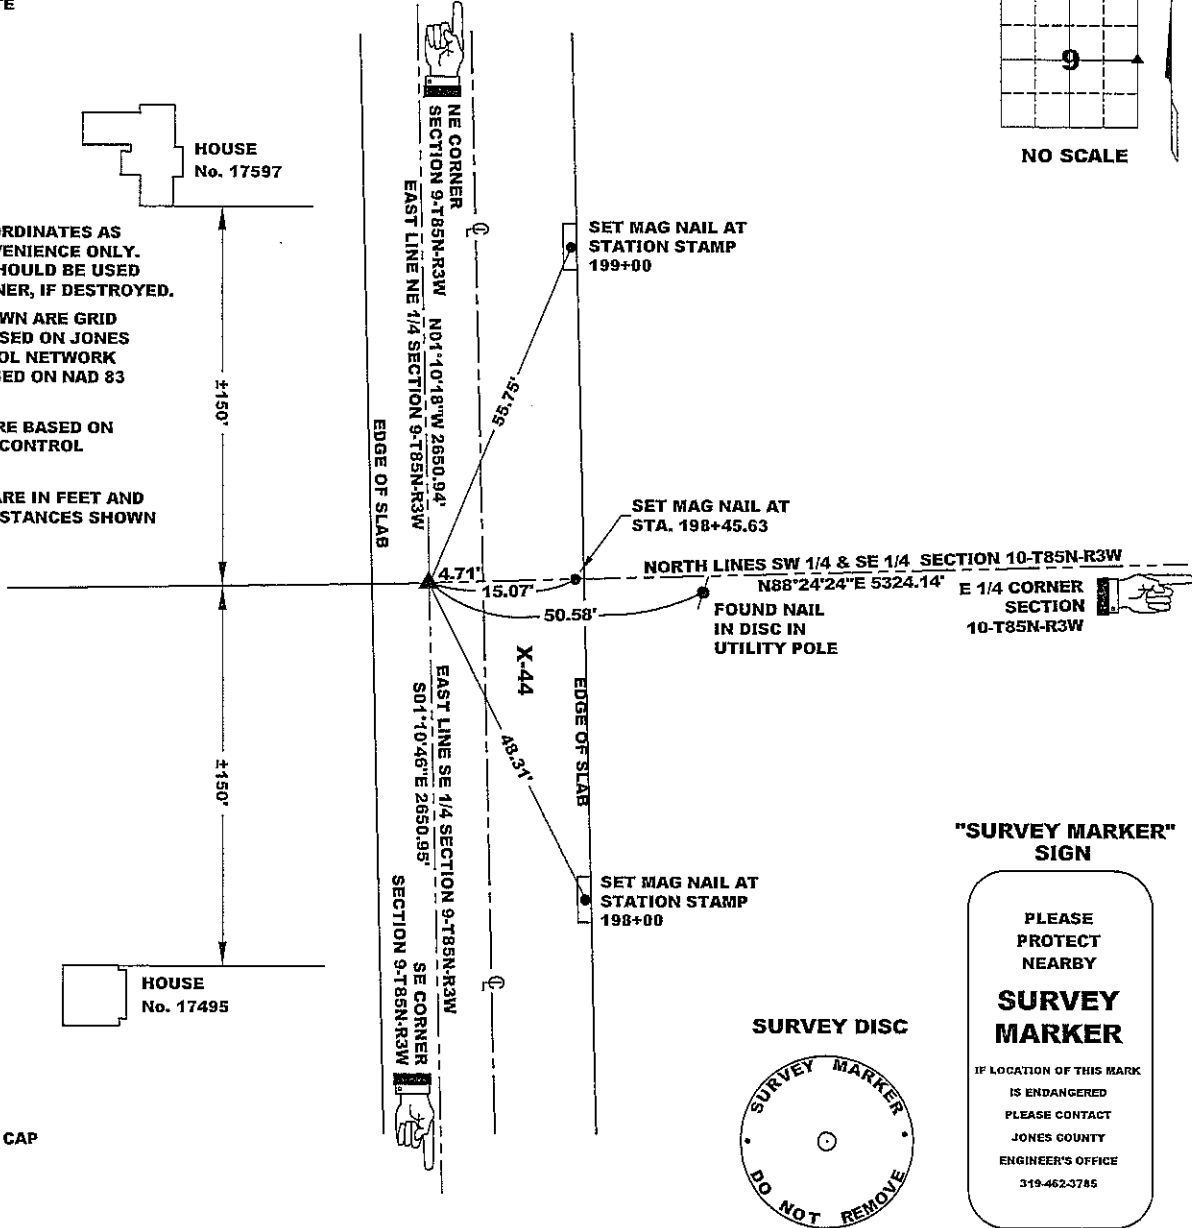 TE
9
NO SCALE
HOUSE
No. 17597
RDINATES AS
VENIENCE ONLY.
HOULD BE USED
NER, IF DESTROYED.
WN ARE GRID
SED ON JONES
OL NETWORK
ED ON NAD 83
RE BASED ON
CONTROL
ARE IN FEET AND
STANCES SHOWN
±150'
NE CORNER
SECTION 9-T85N-R3W
N01°10'18"W 2650.94'
EAST LINE NE 1/4 SECTION 9-T85N-R3W
EDGE OF SLAB
SET MAG NAIL AT
STATION STAMP
199+00
55.75'
SET MAG NAIL AT
STA. 198+45.63
NORTH LINES SW 1/4 & SE 1/4 SECTION 10-T85N-R3W
N88°24'24"E 5324.14'
E 1/4 CORNER
SECTION
10-T85N-R3W
4.71'
15.07'
50.58'
FOUND NAIL
IN DISC IN
UTILITY POLE
X-44
EDGE OF SLAB
48.31'
±150'
EAST LINE SE 1/4 SECTION 9-T85N-R3W
S01°10'46"E 2650.95'
SET MAG NAIL AT
STATION STAMP
198+00
SE CORNER
SECTION 9-T85N-R3W
HOUSE
No. 17495
CAP
SURVEY DISC
SURVEY MARKER
DO NOT REMOVE
"SURVEY MARKER"
SIGN
PLEASE
PROTECT
NEARBY
SURVEY
MARKER
IF LOCATION OF THIS MARK
IS ENDANGERED
PLEASE CONTACT
JONES COUNTY
ENGINEER'S OFFICE
319-462-3785